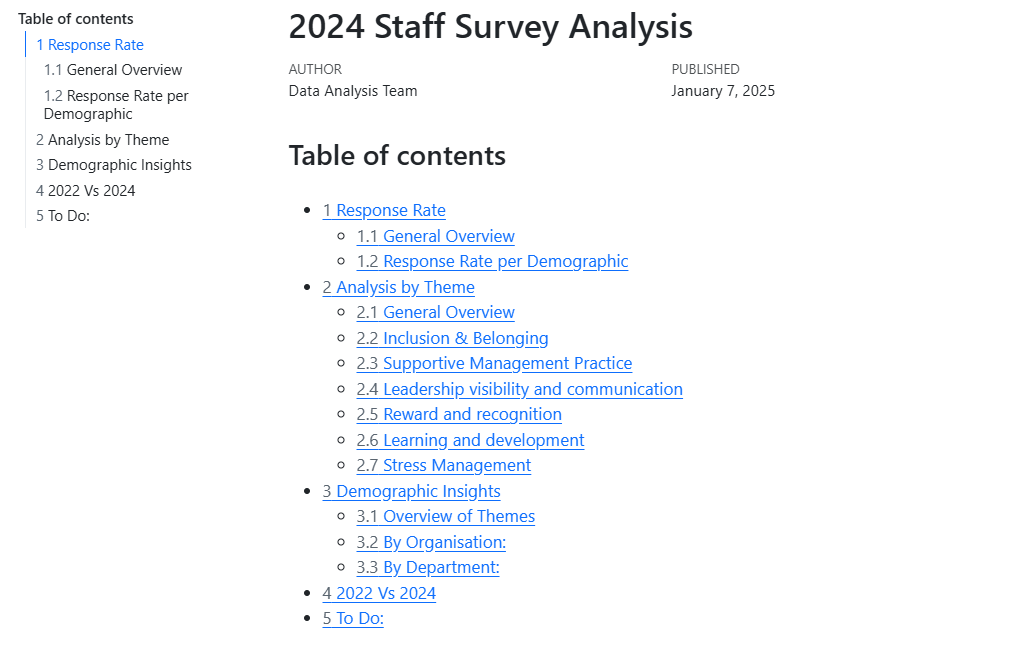 Table of contents
1 Response Rate
1.1 General Overview
1.2 Response Rate per
Demographic
2 Analysis by Theme
3 Demographic Insights
4 2022 Vs 2024
5 To Do:
2024 Staff Survey Analysis
AUTHOR
Data Analysis Team
PUBLISHED
January 7, 2025
Table of contents
1 Response Rate
1.1 General Overview
1.2 Response Rate per Demographic
2 Analysis by Theme
2.1 General Overview
2.2 Inclusion & Belonging
2.3 Supportive Management Practice
2.4 Leadership visibility and communication
2.5 Reward and recognition
2.6 Learning and development
2.7 Stress Management
3 Demographic Insights
3.1 Overview of Themes
3.2 By Organisation:
3.3 By Department:
4 2022 Vs 2024
5 To Do: